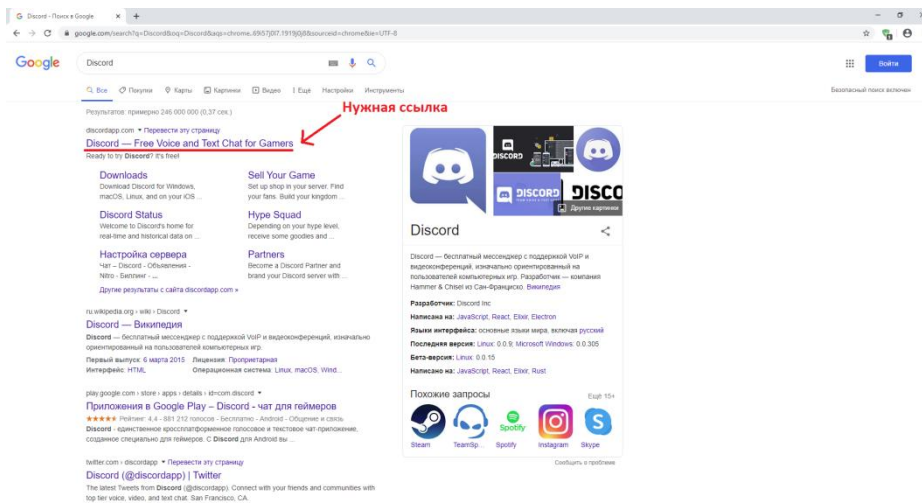 Discord - Поиск в Google
google.com/search?q=Discord&oq=Discord&aqs=chrome..69i57j0l7.1919j0j8&sourceid=chrome&ie=UTF-8
Google
Discord
Войти
Все Покупки Карты Картинки Видео Ещё Настройки Инструменты
Безопасный поиск включен
Результатов: примерно 246 000 000 (0,37 сек.)
Нужная ссылка
discordapp.com Перевести эту страницу
Discord — Free Voice and Text Chat for Gamers
Ready to try Discord? It's free!
Downloads
Download Discord for Windows,
macOS, Linux, and on your iOS ...
Sell Your Game
Set up shop in your server. Find
your fans. Build your kingdom ...
Discord Status
Welcome to Discord's home for
real-time and historical data on ...
Hype Squad
Depending on your hype level,
receive some goodies and ...
Настройка сервера
Чат – Discord - Объявления -
Nitro - Биллинг - ...
Partners
Become a Discord Partner and
brand your Discord server with ...
Другие результаты с сайта discordapp.com »
ru.wikipedia.org › wiki › Discord
Discord — Википедия
Discord — бесплатный мессенджер с поддержкой VoIP и видеоконференций, изначально
ориентированный на пользователей компьютерных игр.
Первый выпуск: 6 марта 2015 Лицензия: Проприетарная
Интерфейс: HTML Операционная система: Linux, macOS, Wind...
play.google.com › store › apps › details › id=com.discord
Приложения в Google Play – Discord - чат для геймеров
Рейтинг: 4,4 - 881 212 голосов - Бесплатно - Android - Общение и связь
Discord - единственное кроссплатформенное голосовое и текстовое чат-приложение,
созданное специально для геймеров. С Discord для Android вы ...
twitter.com › discordapp Перевести эту страницу
Discord (@discordapp) | Twitter
The latest Tweets from Discord (@discordapp). Connect with your friends and communities with
top tier voice, video, and text chat. San Francisco, CA.
DISCORD
DISCORD
DISCO
Другие картинки
Discord
Discord — бесплатный мессенджер с поддержкой VoIP и
видеоконференций, изначально ориентированный на
пользователей компьютерных игр. Разработчик — компания
Hammer & Chisel из Сан-Франциско. Википедия
Разработчик: Discord Inc
Написана на: JavaScript, React, Elixir, Electron
Языки интерфейса: основные языки мира, включая русский
Последняя версия: Linux: 0.0.9; Microsoft Windows: 0.0.305
Бета-версия: Linux: 0.0.15
Написано на: JavaScript, React, Elixir, Rust
Похожие запросы
Ещё 15+
Spotify
Steam TeamSp... Spotify Instagram Skype
Сообщить о проблеме